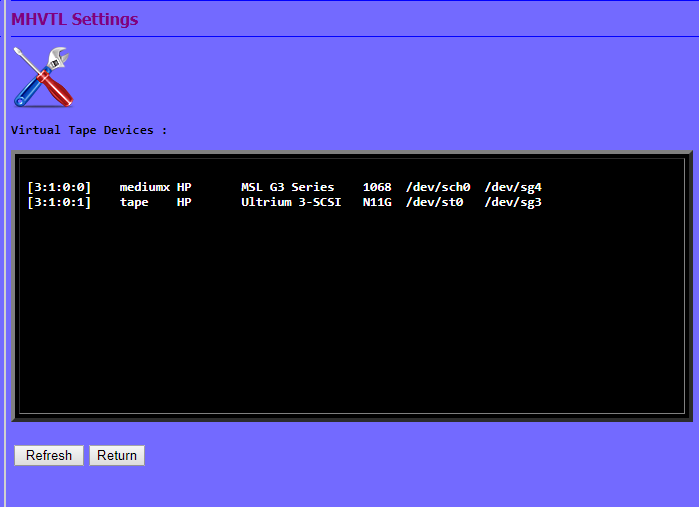 MHVTL Settings
Virtual Tape Devices :
[3:1:0:0]    mediumx HP       MSL G3 Series    1068  /dev/sch0  /dev/sg4
[3:1:0:1]    tape    HP       Ultrium 3-SCSI   N11G  /dev/st0   /dev/sg3
Refresh Return